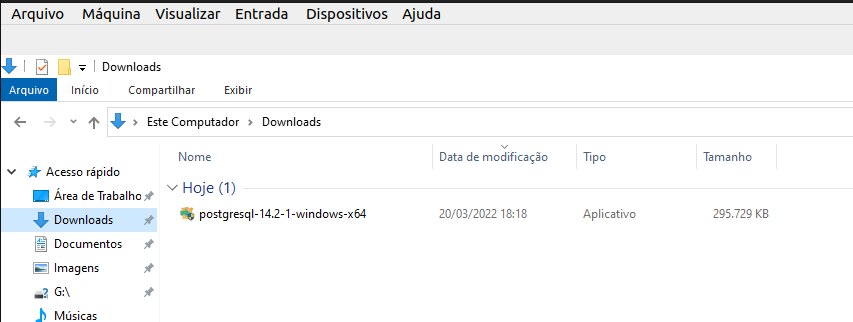 Arquivo Máquina Visualizar Entrada Dispositivos Ajuda
Downloads
Arquivo Início Compartilhar Exibir
Este Computador Downloads
Nome Data de modificação Tipo Tamanho
Acesso rápido
Hoje (1)
Área de Trabalho
postgresql-14.2-1-windows-x64 20/03/2022 18:18 Aplicativo 295.729 KB
Downloads
Documentos
Imagens
G:\
Músicas